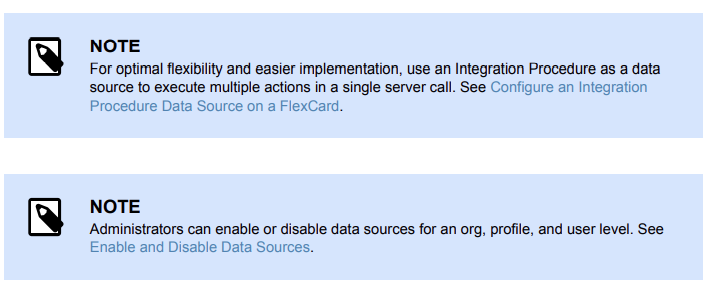 NOTE
For optimal flexibility and easier implementation, use an Integration Procedure as a data
source to execute multiple actions in a single server call. See Configure an Integration
Procedure Data Source on a FlexCard.
NOTE
Administrators can enable or disable data sources for an org, profile, and user level. See
Enable and Disable Data Sources.